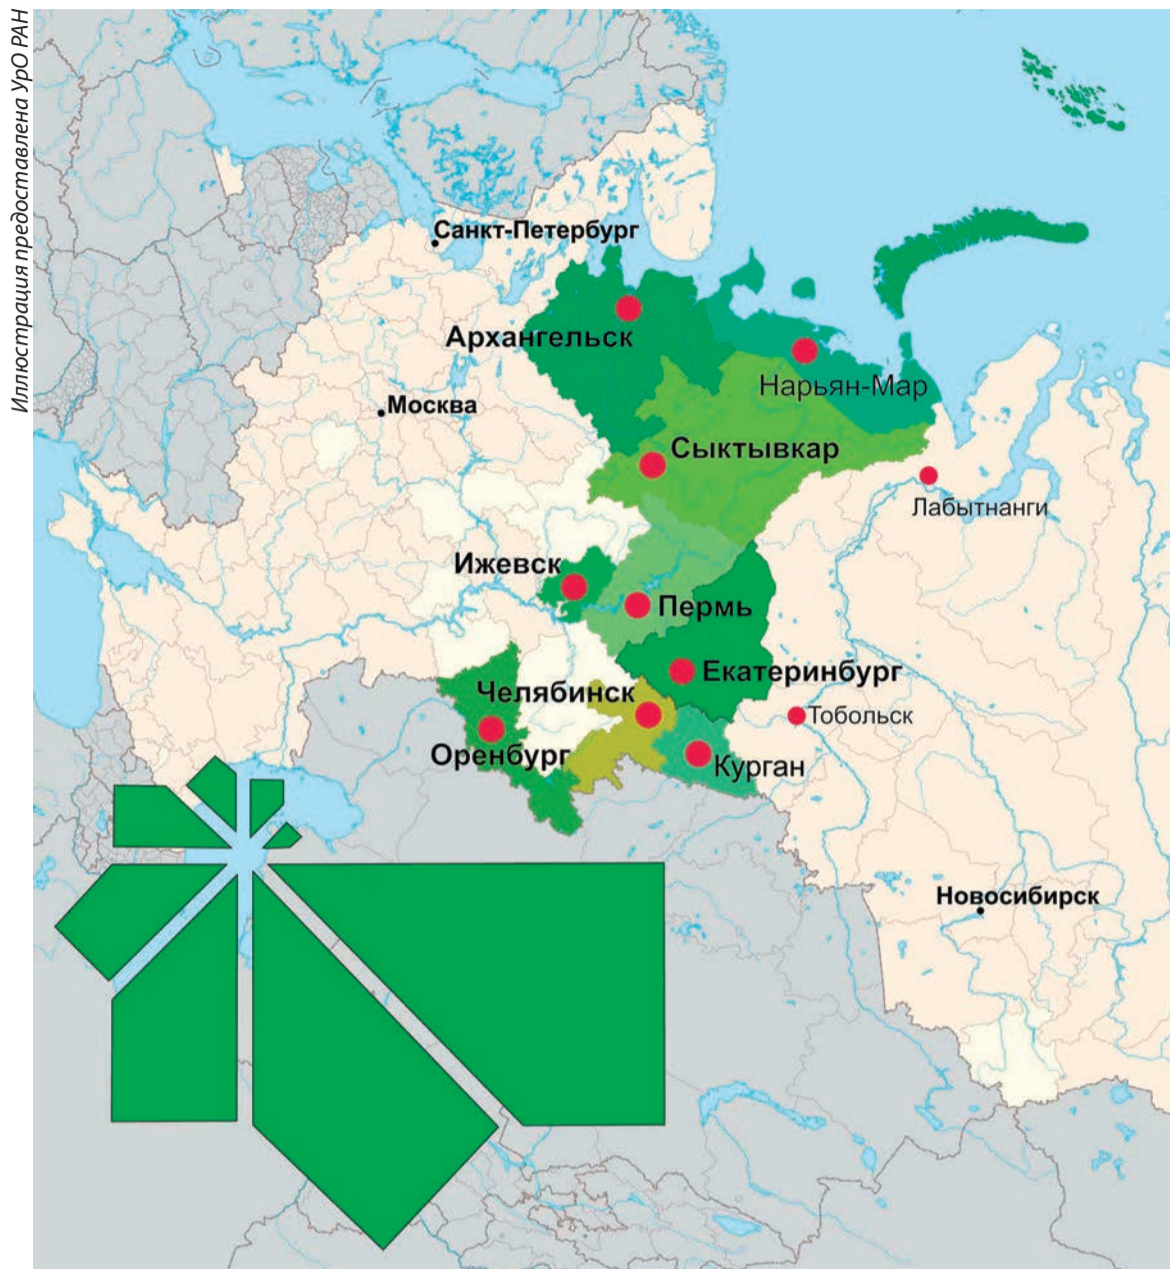 Иллюстрация предоставлена УрО РАН
Санкт-Петербург
Архангельск
Нарьян-Мар
Москва
Сыктывкар
Лабытнанги
Ижевск
Пермь
Екатеринбург
Челябинск
Тобольск
Оренбург
Курган
Новосибирск